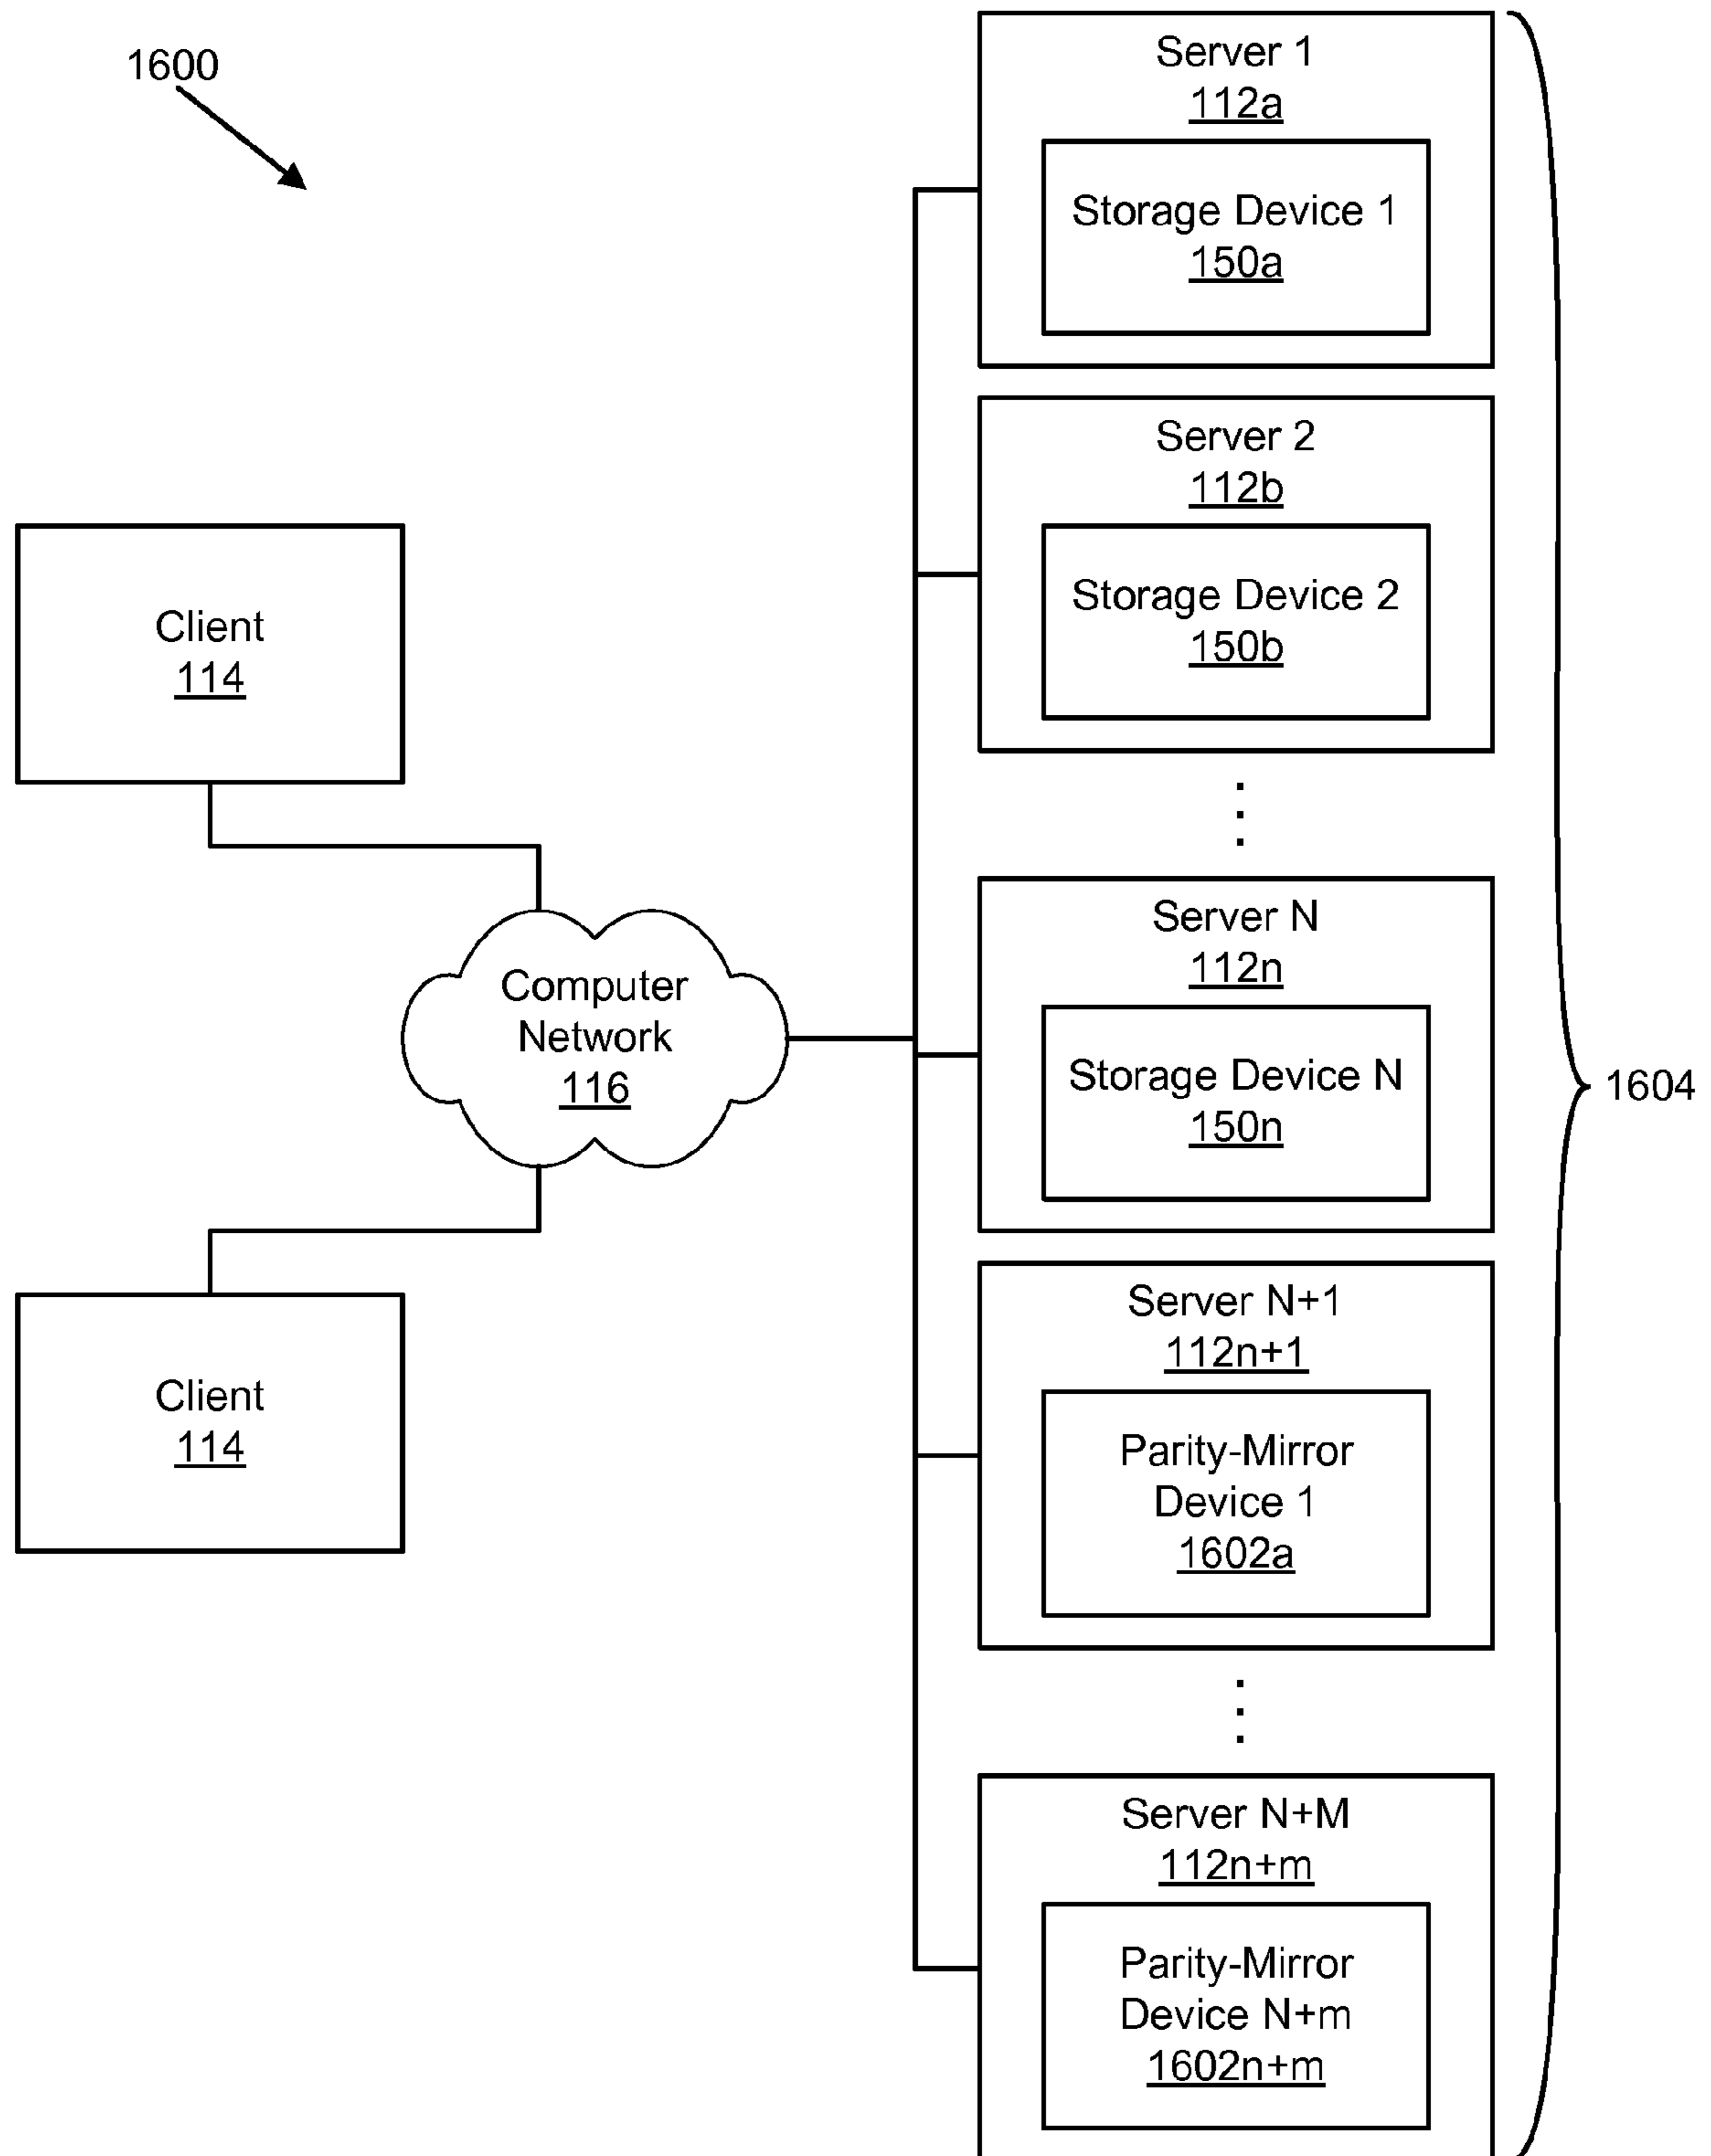 1600
Server 1
112a
Storage Device 1
150a
Server 2
112b
Storage Device 2
150b
Client
114
Server N
112n
Storage Device N
150n
Computer
Network
116
1604
Server N+1
112n+1
Parity-Mirror
Device 1
1602a
Client
114
Server N+M
112n+m
Parity-Mirror
Device N+m
1602n+m